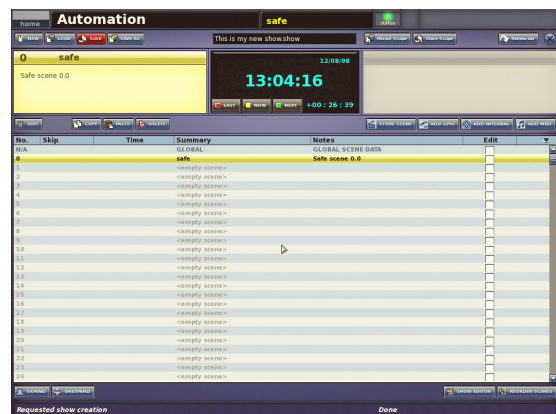 home Automation safe status
NEW LOAD SAVE SAVE AS This is my new show.show Recall Scope Store Scope Rehearsal
0 safe
Safe scene 0.0
12/08/08
13:04:16
LAST NOW NEXT +00 : 26 : 39
EDIT COPY PASTE DELETE STORE SCENE ADD GPIO ADD INTERNAL ADD MIDI
No. Skip Time Summary Notes Edit
N/A GLOBAL GLOBAL SCENE DATA
0 safe Safe scene 0.0
1 <empty scene>
2 <empty scene>
3 <empty scene>
4 <empty scene>
5 <empty scene>
6 <empty scene>
7 <empty scene>
8 <empty scene>
9 <empty scene>
10 <empty scene>
11 <empty scene>
12 <empty scene>
13 <empty scene>
14 <empty scene>
15 <empty scene>
16 <empty scene>
17 <empty scene>
18 <empty scene>
19 <empty scene>
20 <empty scene>
21 <empty scene>
22 <empty scene>
23 <empty scene>
24 <empty scene>
EXPAND UNEXPAND SHOW EDITOR REORDER SCENES
Requested show creation Done